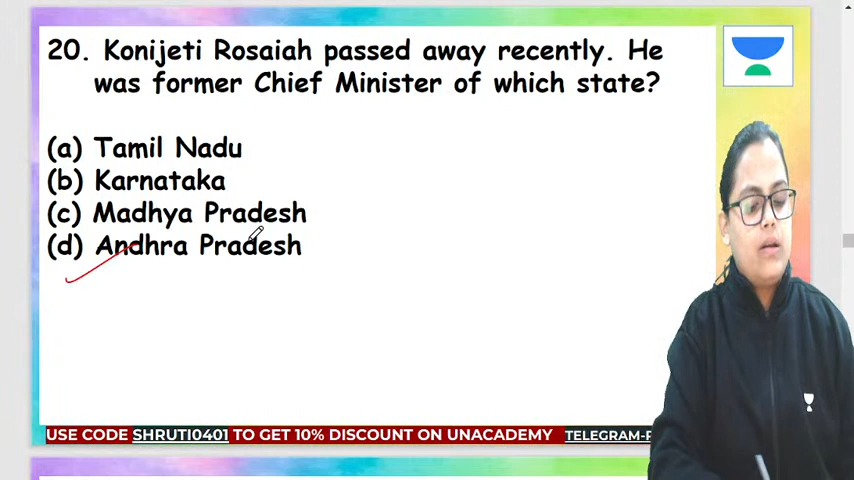 20. Konijeti Rosaiah passed away recently. He
was former Chief Minister of which state?
(a) Tamil Nadu
(b) Karnataka
(c) Madhya Pradesh
(d) Andhra Pradesh
USE CODE SHRUTI0401 TO GET 10% DISCOUNT ON UNACADEMY TELEGRAM-